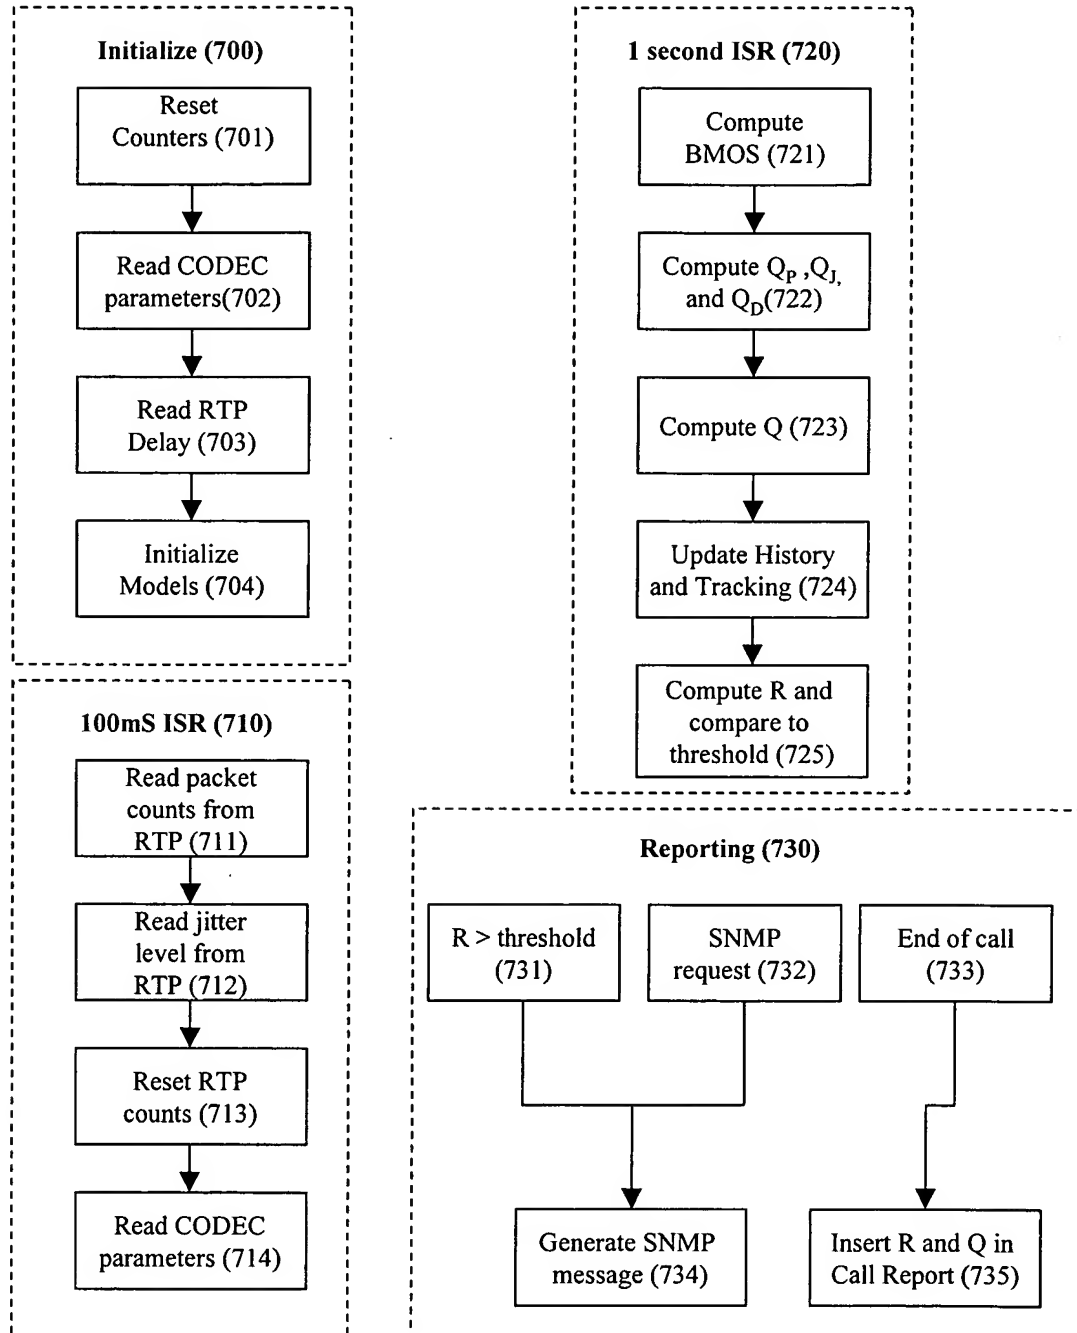 Initialize (700)
Reset
Counters (701)
Read CODEC
parameters(702)
Read RTP
Delay (703)
Initialize
Models (704)
100mS ISR (710)
Read packet
counts from
RTP (711)
Read jitter
level from
RTP (712)
Reset RTP
counts (713)
Read CODEC
parameters (714)
1 second ISR (720)
Compute
BMOS (721)
Compute QP ,QJ,
and QD(722)
Compute Q (723)
Update History
and Tracking (724)
Compute R and
compare to
threshold (725)
Reporting (730)
R > threshold
(731)
SNMP
request (732)
End of call
(733)
Generate SNMP
message (734)
Insert R and Q in
Call Report (735)